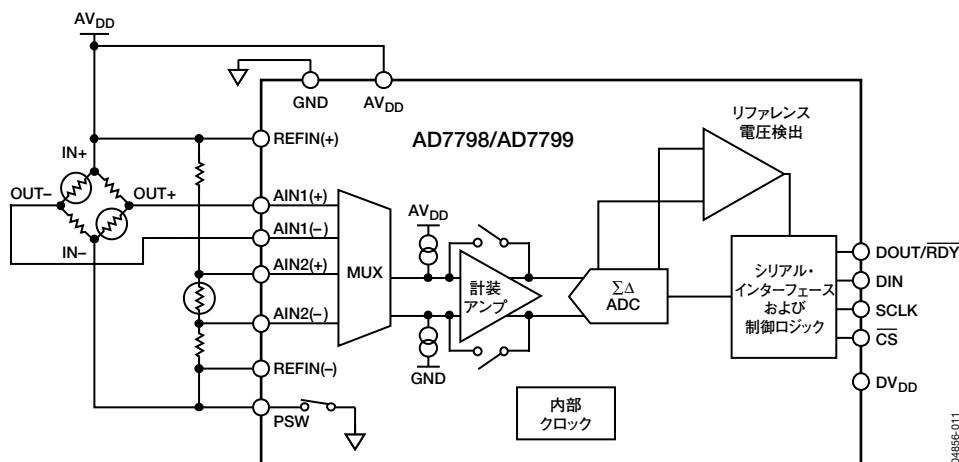 AVDD
GND
AVDD
REFIN(+)
AD7798/AD7799
リファレンス
電圧検出
IN+
OUT–
OUT+
AIN1(+)
AIN1(–)
IN–
AIN2(+)
AIN2(–)
REFIN(–)
PSW
MUX
AVDD
計装
アンプ
GND
ΣΔ
ADC
シリアル・
インターフェース
および
制御ロジック
DOUT/RDY
DIN
SCLK
CS
DVDD
内部
クロック
04856-011